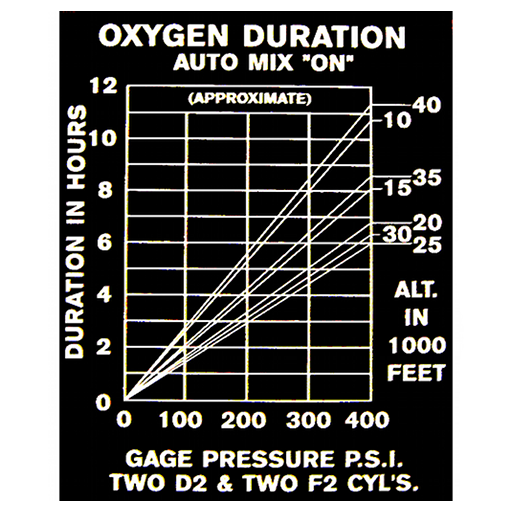 OXYGEN DURATION
AUTO MIX "ON"
(APPROXIMATE)
DURATION IN HOURS
12
10
8
6
4
2
0
0 100 200 300 400
40
10
35
15
20
30
25
ALT.
IN
1000
FEET
GAGE PRESSURE P.S.I.
TWO D2 & TWO F2 CYL'S.